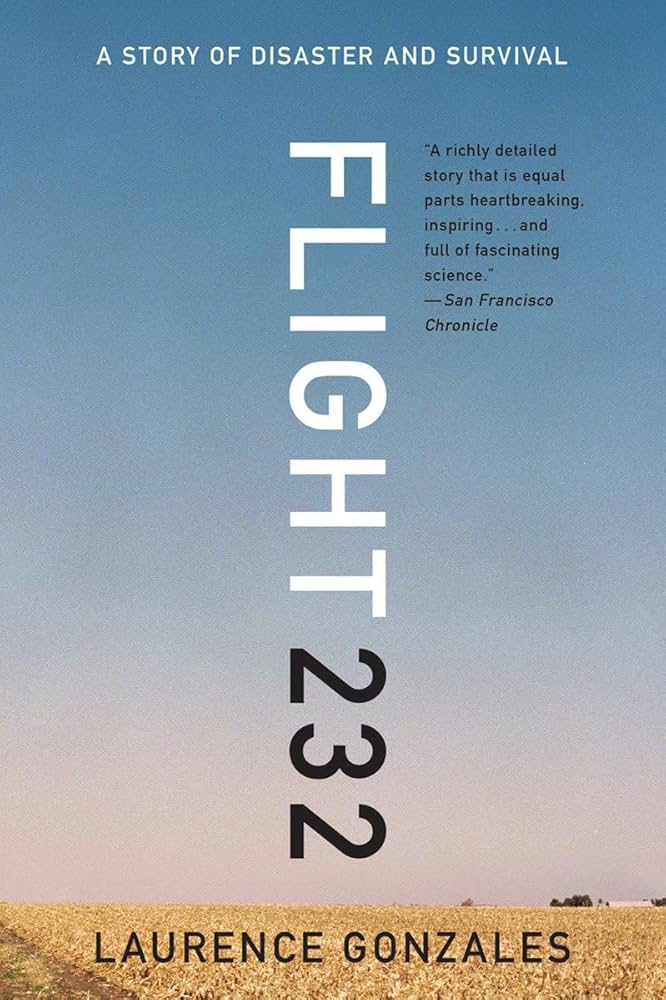 A STORY OF DISASTER AND SURVIVAL
FLIGHT 232
“A richly detailed
story that is equal
parts heartbreaking,
inspiring...and
full of fascinating
science.”
—San Francisco
Chronicle
LAURENCE GONZALES